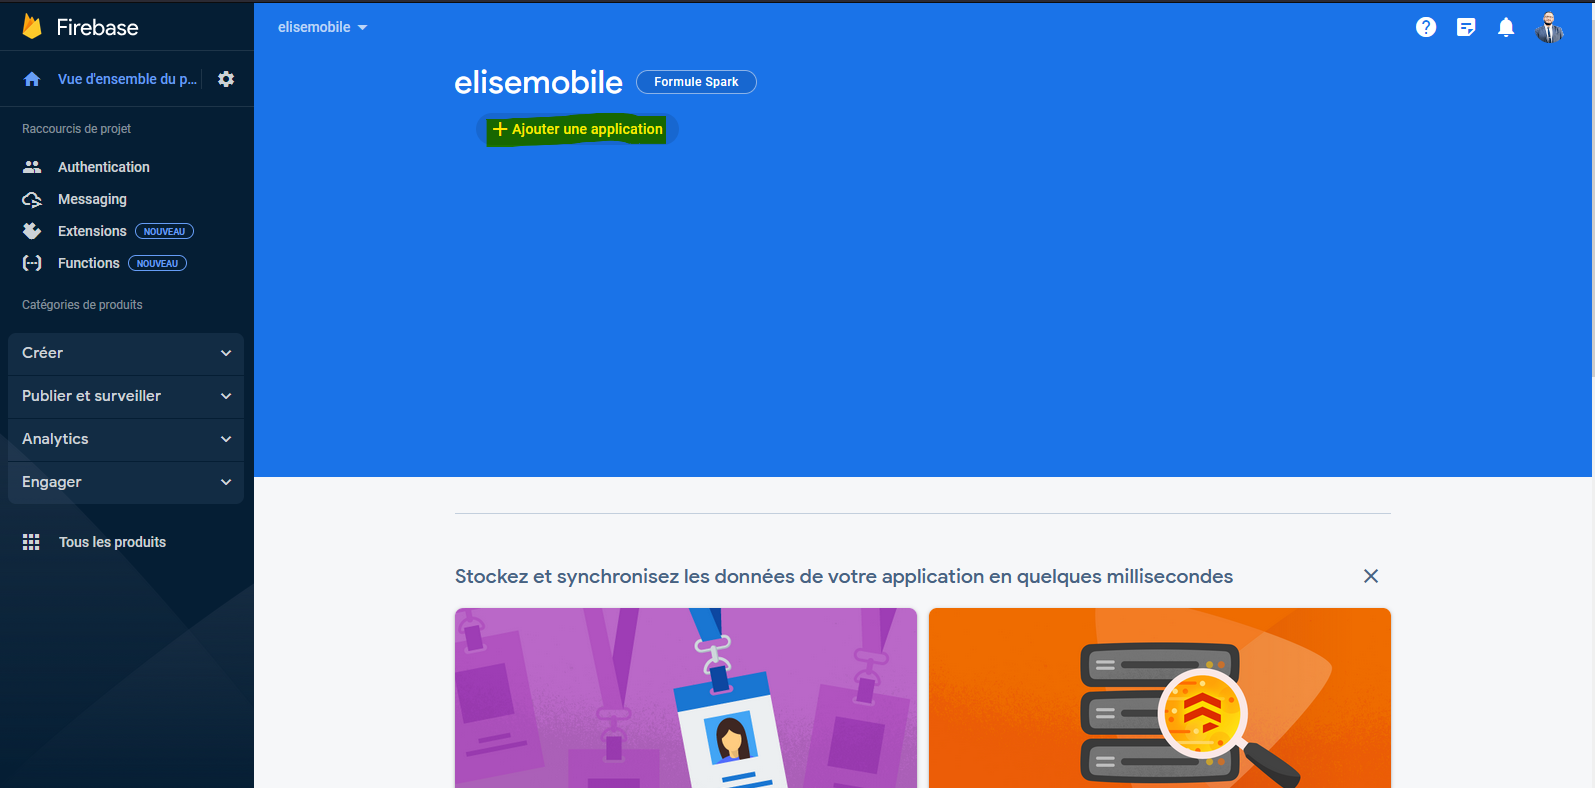 Firebase
elisemobile
Vue d'ensemble du p...
elisemobile
Formule Spark
+ Ajouter une application
Raccourcis de projet
Authentication
Messaging
Extensions NOUVEAU
Functions NOUVEAU
Catégories de produits
Créer
Publier et surveiller
Analytics
Engager
Tous les produits
Stockez et synchronisez les données de votre application en quelques millisecondes